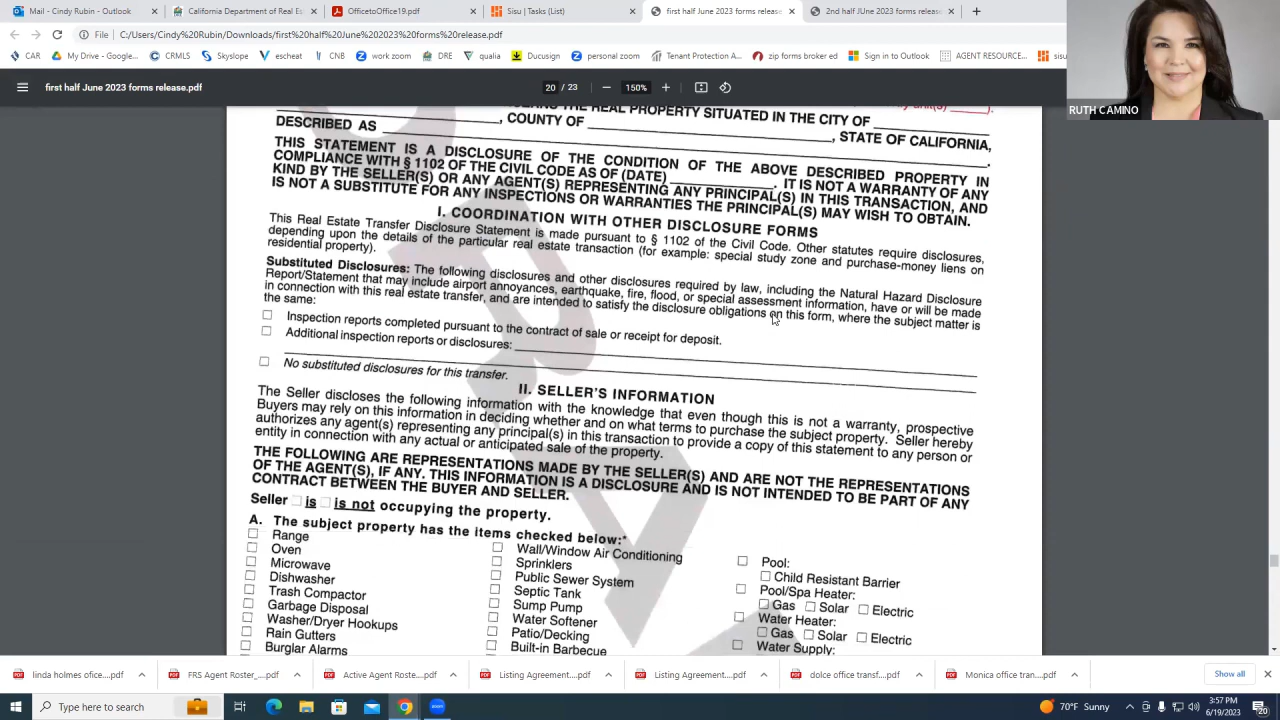 Mail - Cindy Rubin - Outlook
California Department of Real Est
OfficetoOffice19.pdf
Sisu | Tasks (List)
first half June 2023 forms release
2nd half JUne 2023 forms release
File
C:/Users/Cindy%20Rubin/Downloads/first%20half%20June%202023%20forms%20release.pdf
CAR
My Drive - Google...
CROMLS
Skyslope
escheat
CNB
work zoom
DRE
qualia
Docusign
personal zoom
Tenant Protection A...
zip forms broker ed
Sign in to Outlook
AGENT RESOURCE...
sisu
first half June 2023 forms release.pdf
20 / 23
150%
RUTH CAMINO
THE REAL PROPERTY SITUATED IN THE CITY OF
, COUNTY OF , STATE OF CALIFORNIA,
DESCRIBED AS .
THIS STATEMENT IS A DISCLOSURE OF THE CONDITION OF THE ABOVE DESCRIBED PROPERTY IN
COMPLIANCE WITH § 1102 OF THE CIVIL CODE AS OF (DATE) . IT IS NOT A WARRANTY OF ANY
KIND BY THE SELLER(S) OR ANY AGENT(S) REPRESENTING ANY PRINCIPAL(S) IN THIS TRANSACTION, AND
IS NOT A SUBSTITUTE FOR ANY INSPECTIONS OR WARRANTIES THE PRINCIPAL(S) MAY WISH TO OBTAIN.
I. COORDINATION WITH OTHER DISCLOSURE FORMS
This Real Estate Transfer Disclosure Statement is made pursuant to § 1102 of the Civil Code. Other statutes require disclosures,
depending upon the details of the particular real estate transaction (for example: special study zone and purchase-money liens on
residential property).
Substituted Disclosures: The following disclosures and other disclosures required by law, including the Natural Hazard Disclosure
Report/Statement that may include airport annoyances, earthquake, fire, flood, or special assessment information, have or will be made
in connection with this real estate transfer, and are intended to satisfy the disclosure obligations on this form, where the subject matter is
the same:
Inspection reports completed pursuant to the contract of sale or receipt for deposit.
Additional inspection reports or disclosures:
No substituted disclosures for this transfer.
II. SELLER'S INFORMATION
The Seller discloses the following information with the knowledge that even though this is not a warranty, prospective
Buyers may rely on this information in deciding whether and on what terms to purchase the subject property. Seller hereby
authorizes any agent(s) representing any principal(s) in this transaction to provide a copy of this statement to any person or
entity in connection with any actual or anticipated sale of the property.
THE FOLLOWING ARE REPRESENTATIONS MADE BY THE SELLER(S) AND ARE NOT THE REPRESENTATIONS
OF THE AGENT(S), IF ANY. THIS INFORMATION IS A DISCLOSURE AND IS NOT INTENDED TO BE PART OF ANY
CONTRACT BETWEEN THE BUYER AND SELLER.
Seller is is not occupying the property.
A. The subject property has the items checked below:*
Range
Oven
Microwave
Dishwasher
Trash Compactor
Garbage Disposal
Washer/Dryer Hookups
Rain Gutters
Burglar Alarms
Wall/Window Air Conditioning
Sprinklers
Public Sewer System
Septic Tank
Sump Pump
Water Softener
Patio/Decking
Built-in Barbecue
Pool:
Child Resistant Barrier
Pool/Spa Heater:
Gas Solar Electric
Water Heater:
Gas Solar Electric
Water Supply:
linda holmes ofice....pdf
FRS Agent Roster_....pdf
Active Agent Roste....pdf
Listing Agreement....pdf
Listing Agreement....pdf
dolce office transf....pdf
Monica office tran....pdf
Show all
Type here to search
70°F Sunny
3:57 PM
6/19/2023
20